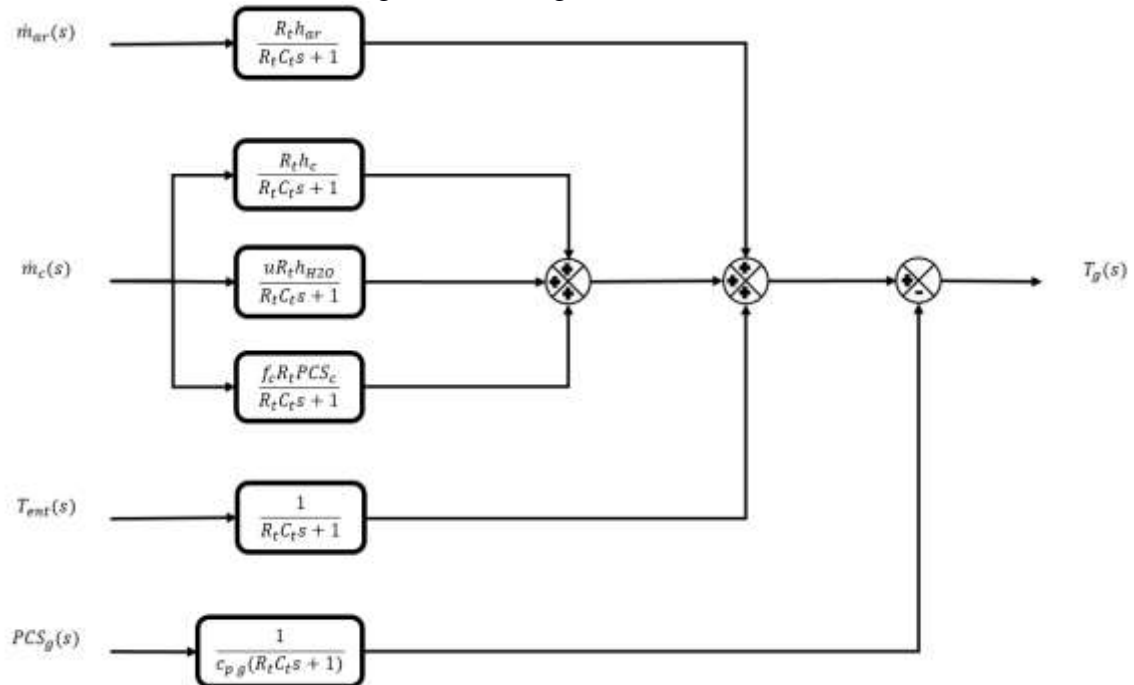 ṁ_ar(s)
R_t h_ar
R_t C_t s + 1
R_t h_c
R_t C_t s + 1
ṁ_c(s)
uR_t h_H2O
R_t C_t s + 1
f_c R_t PCS_c
R_t C_t s + 1
T_g(s)
T_ent(s)
1
R_t C_t s + 1
PCS_g(s)
1
c_p g(R_t C_t s + 1)
+ + +
+ + +
+ -